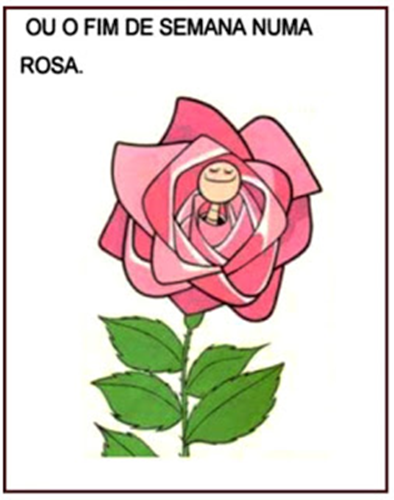 OU O FIM DE SEMANA NUMA
ROSA.